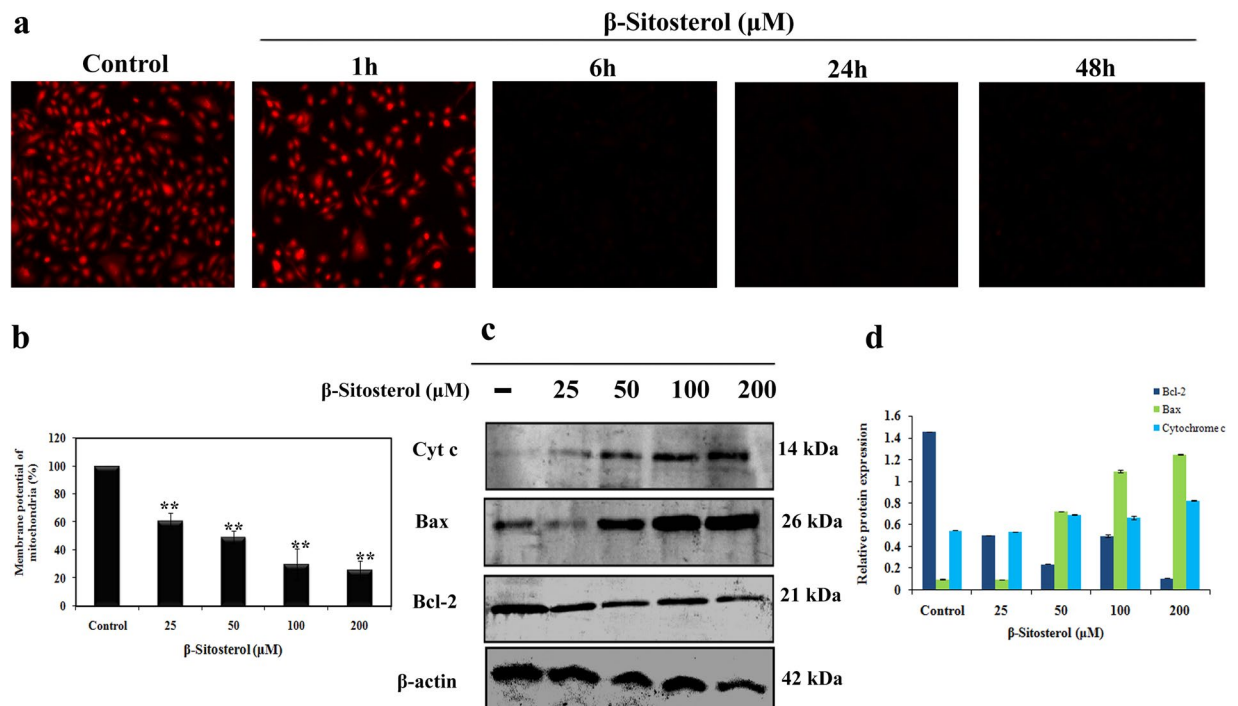 a
β-Sitosterol (μM)
Control
1h
6h
24h
48h
b
Membrane potential of
mitochondria (%)
120
100
80
60
40
20
0
**
**
**
**
Control
25
50
100
200
β-Sitosterol (μM)
c
β-Sitosterol (μM)
–
25
50
100
200
Cyt c
14 kDa
Bax
26 kDa
Bcl-2
21 kDa
β-actin
42 kDa
d
Bcl-2
Bax
Cytochrome c
Relative protein expression
1.6
1.4
1.2
1
0.8
0.6
0.4
0.2
0
Control
25
50
100
200
β-Sitosterol (μM)